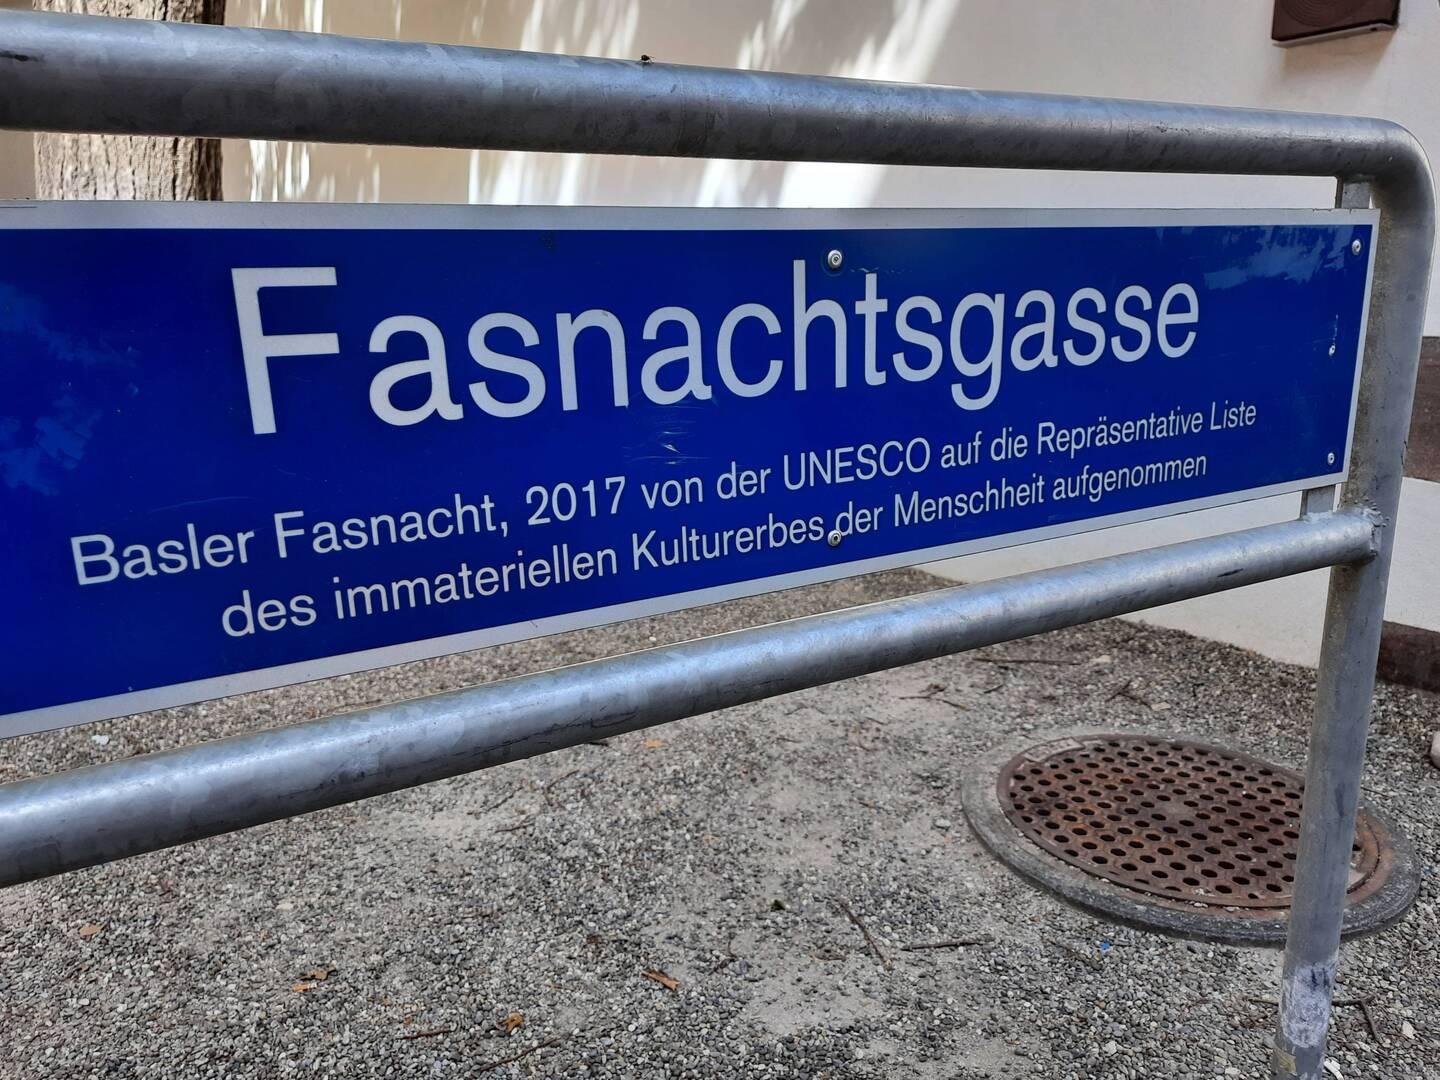 Fasnachtsgasse
Basler Fasnacht, 2017 von der UNESCO auf die Repräsentative Liste
des immateriellen Kulturerbes der Menschheit aufgenommen